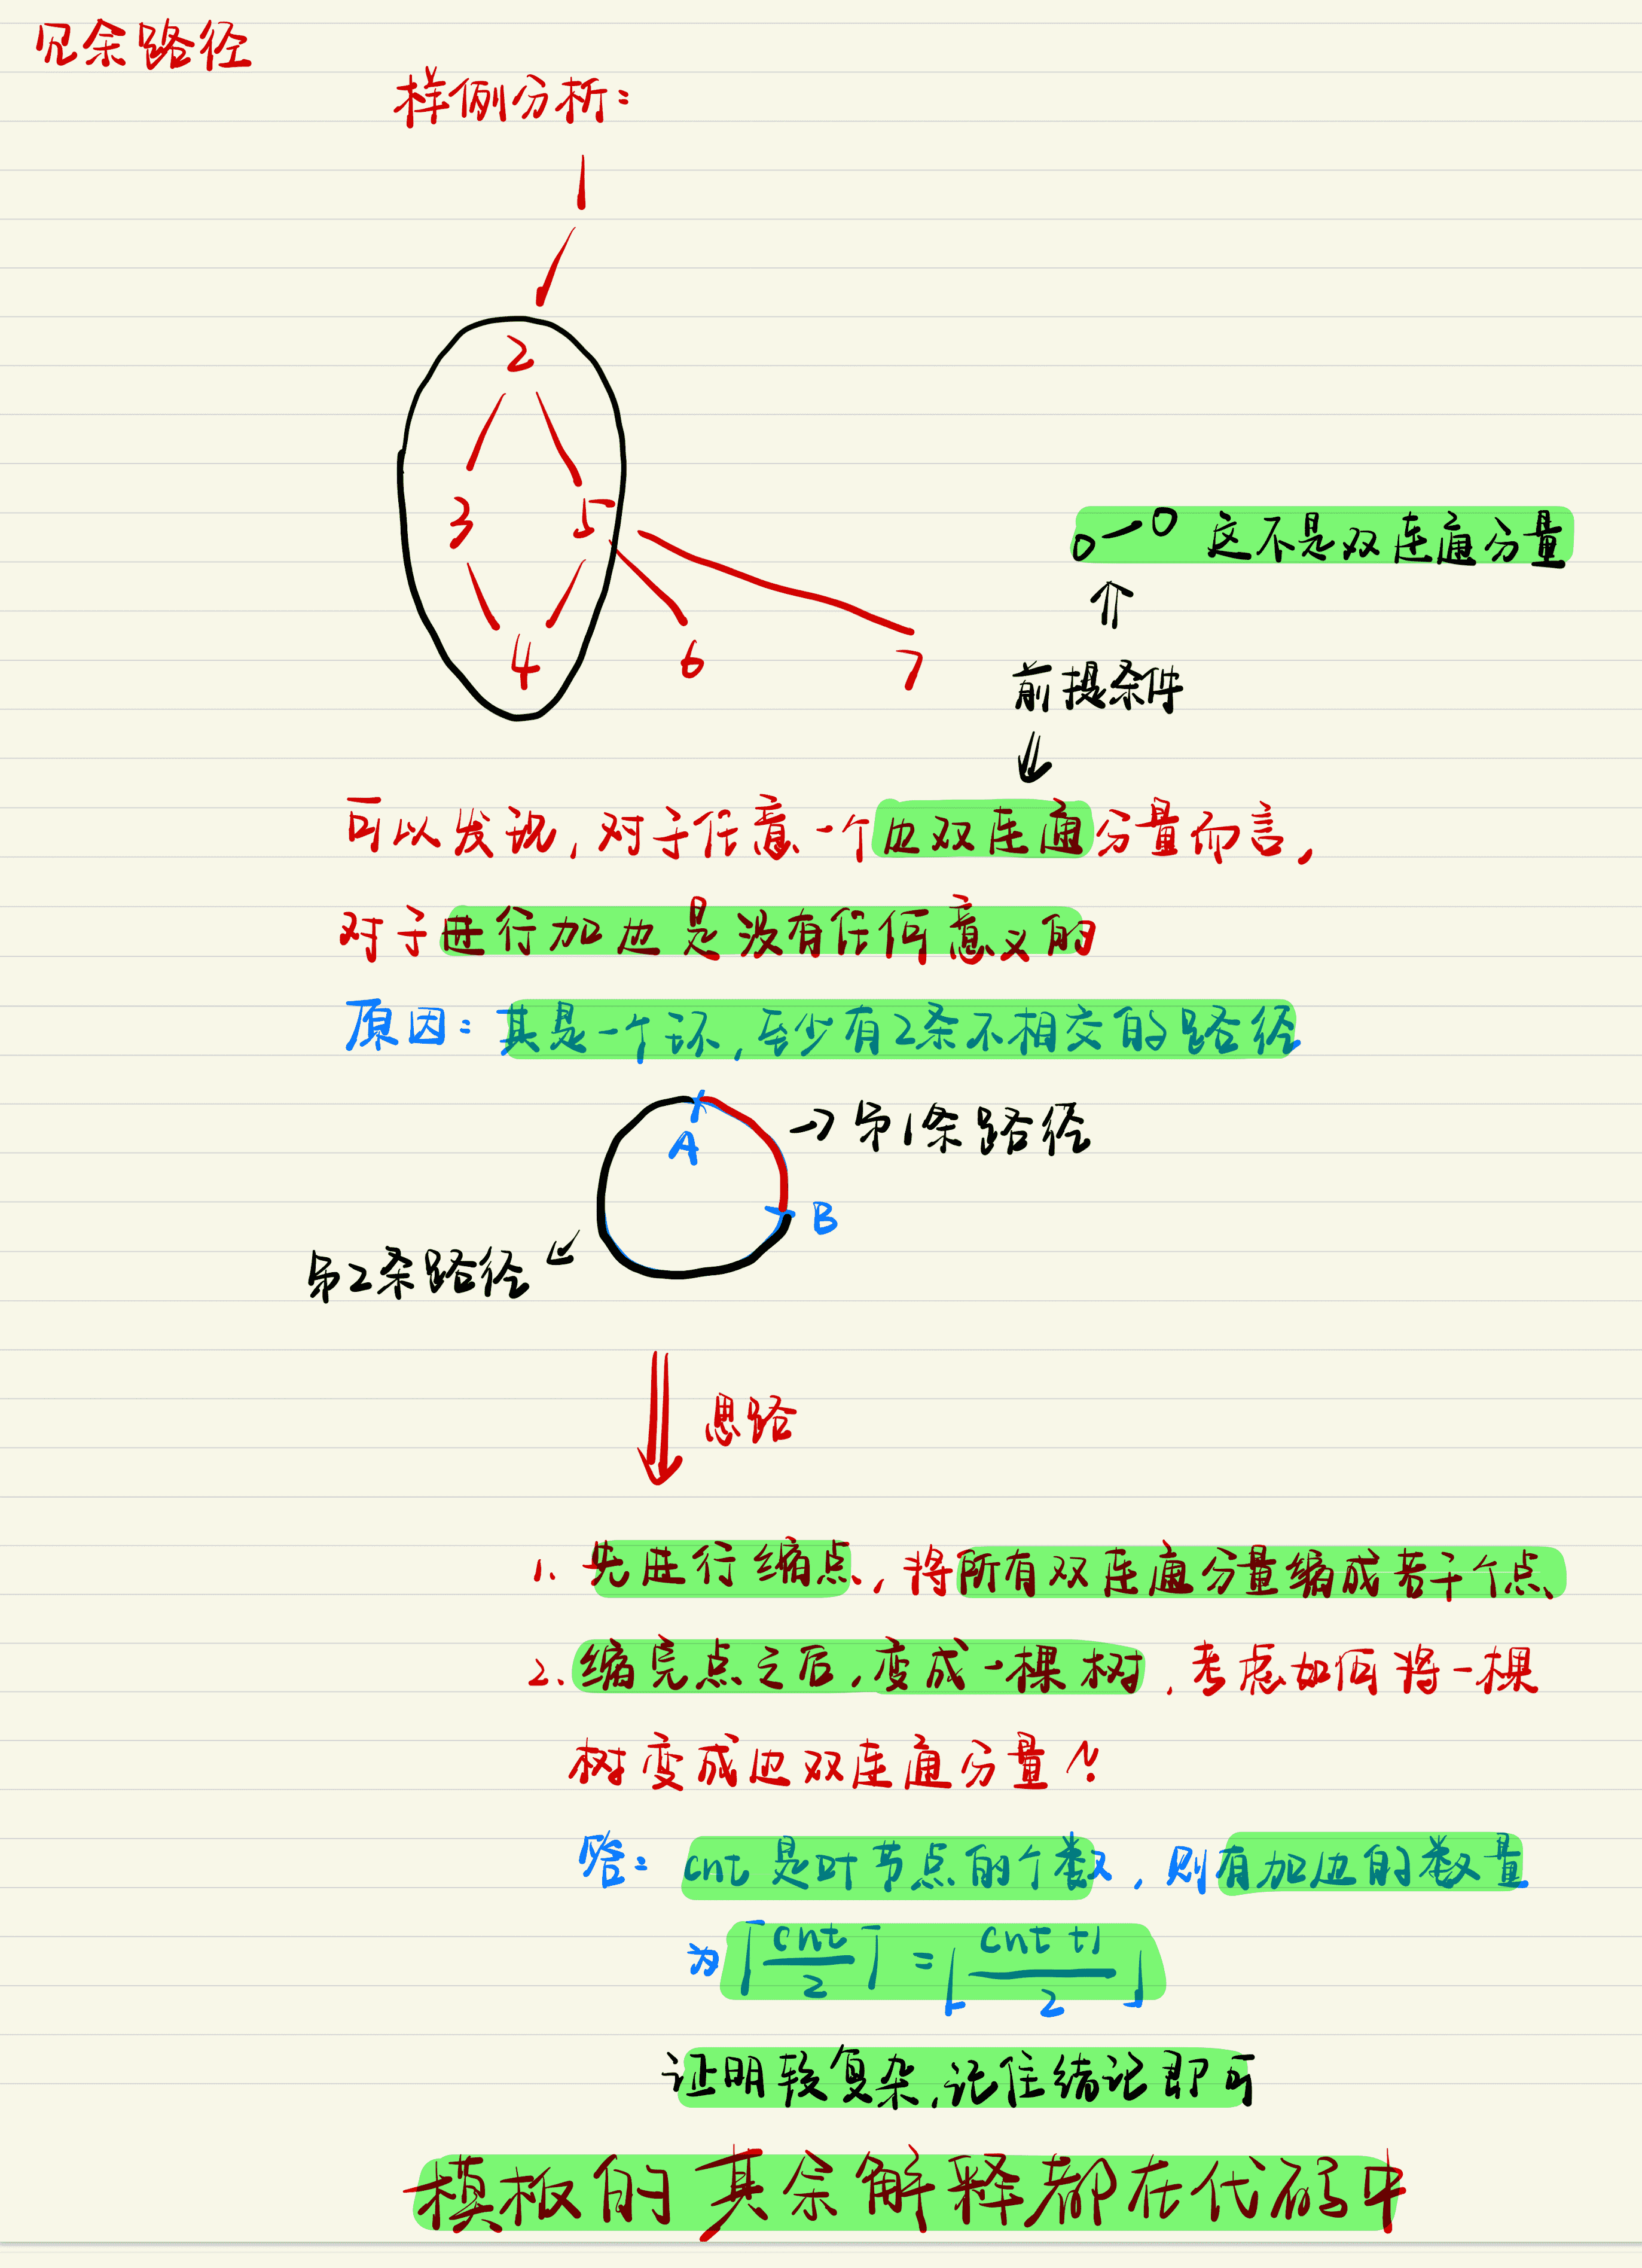 冗余路径
样例分析:
1
2
3 5
4 6 7
这不是双连通分量
前提条件
可以发现,对于任意一个边双连通分量而言,
对于进行加边是没有任何意义的
原因:其是一个环,至少有2条不相交的路径
A
→第1条路径
B
第2条路径
思路
1. 先进行缩点,将所有双连通分量缩成若干个点
2. 缩完点之后,变成一棵树,考虑如何将一棵
树变成边双连通分量?
答:cnt是叶节点的个数,则有加边的数量
为⌈cnt/2⌉=⌊cnt+1/2⌋
证明较复杂,记住结论即可
模板的其余解释都在代码中